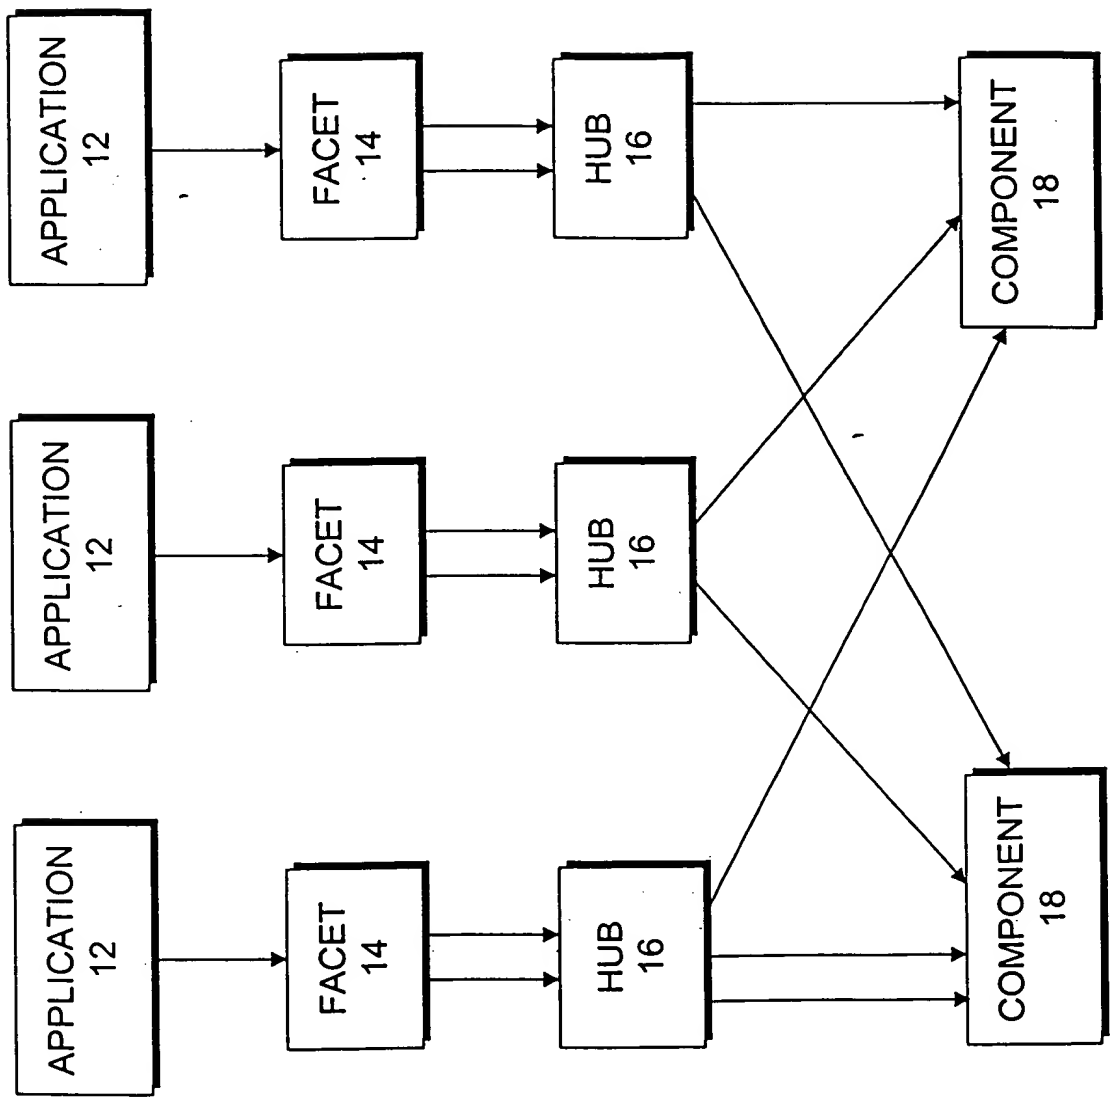 APPLICATION
12
APPLICATION
12
APPLICATION
12
FACET
14
FACET
14
FACET
14
HUB
16
HUB
16
HUB
16
COMPONENT
18
COMPONENT
18